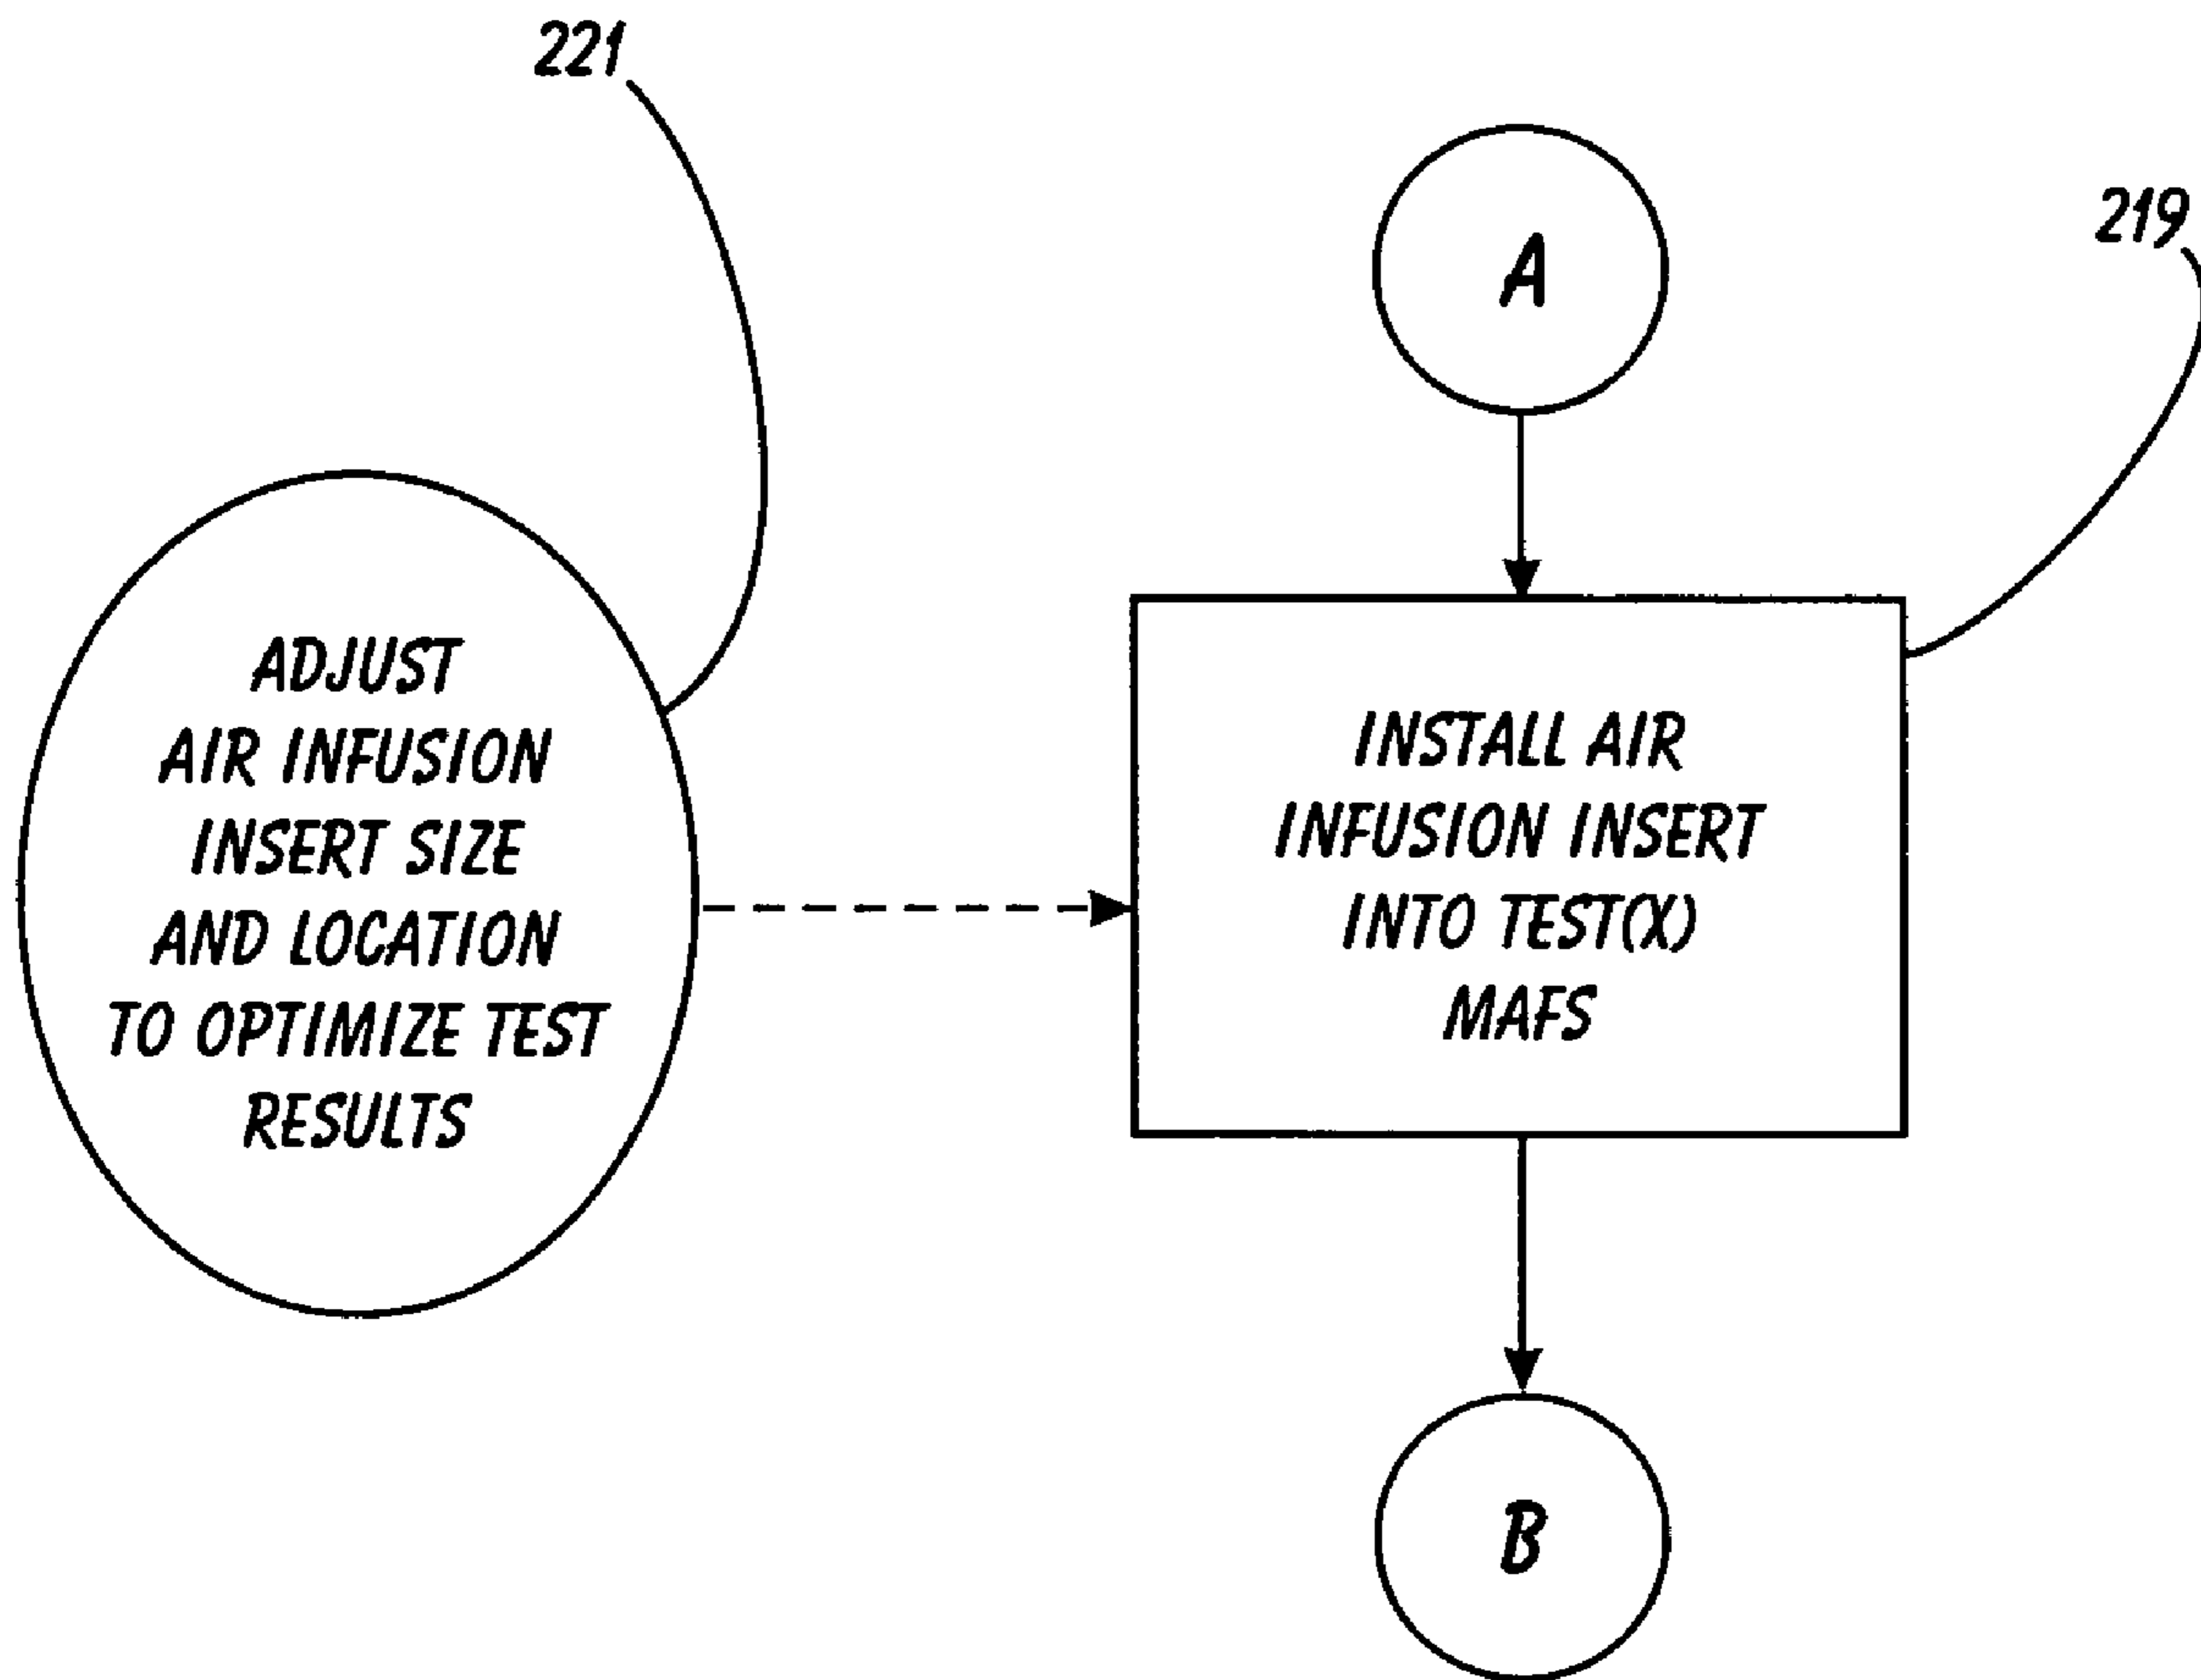 221
A
219
ADJUST
AIR INFUSION
INSERT SIZE
AND LOCATION
TO OPTIMIZE TEST
RESULTS
INSTALL AIR
INFUSION INSERT
INTO TEST(X)
MAFS
B